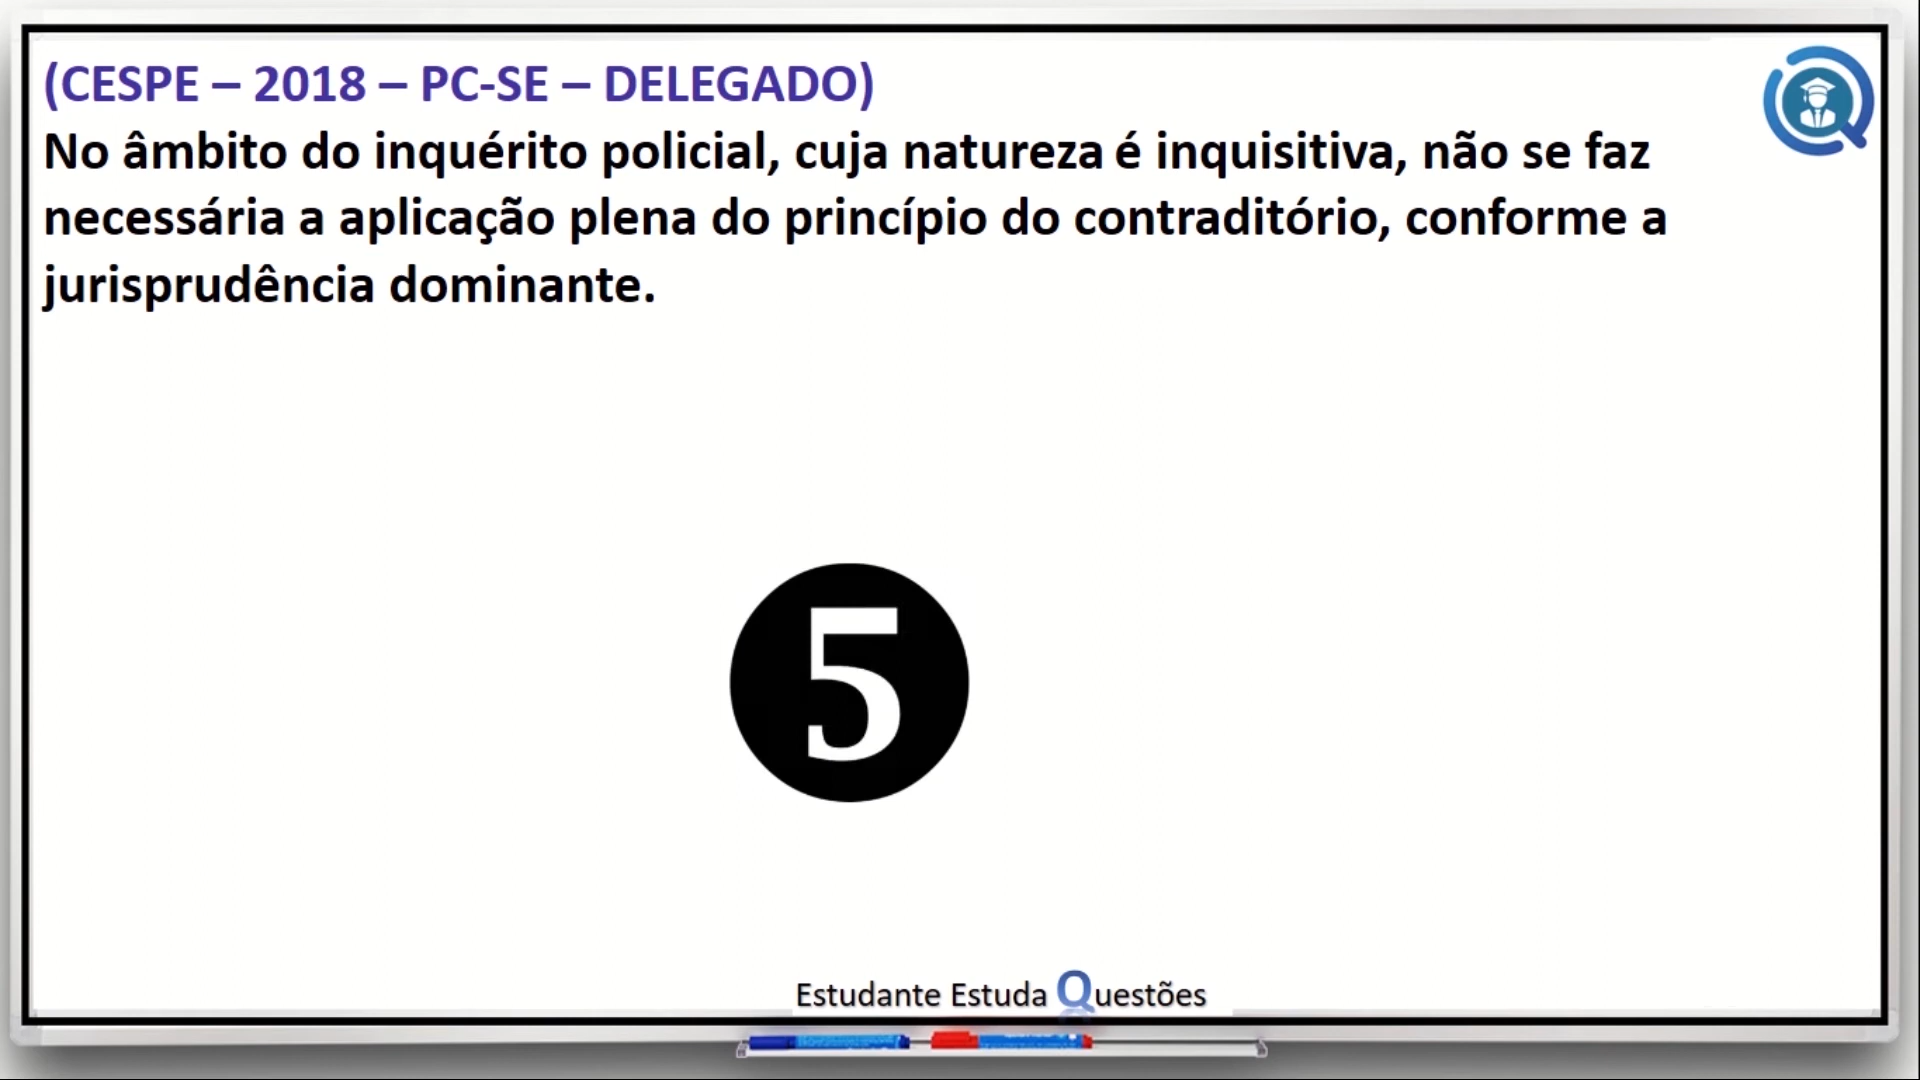 (CESPE – 2018 – PC-SE – DELEGADO)
No âmbito do inquérito policial, cuja natureza é inquisitiva, não se faz
necessária a aplicação plena do princípio do contraditório, conforme a
jurisprudência dominante.
5
Estudante Estuda Questões